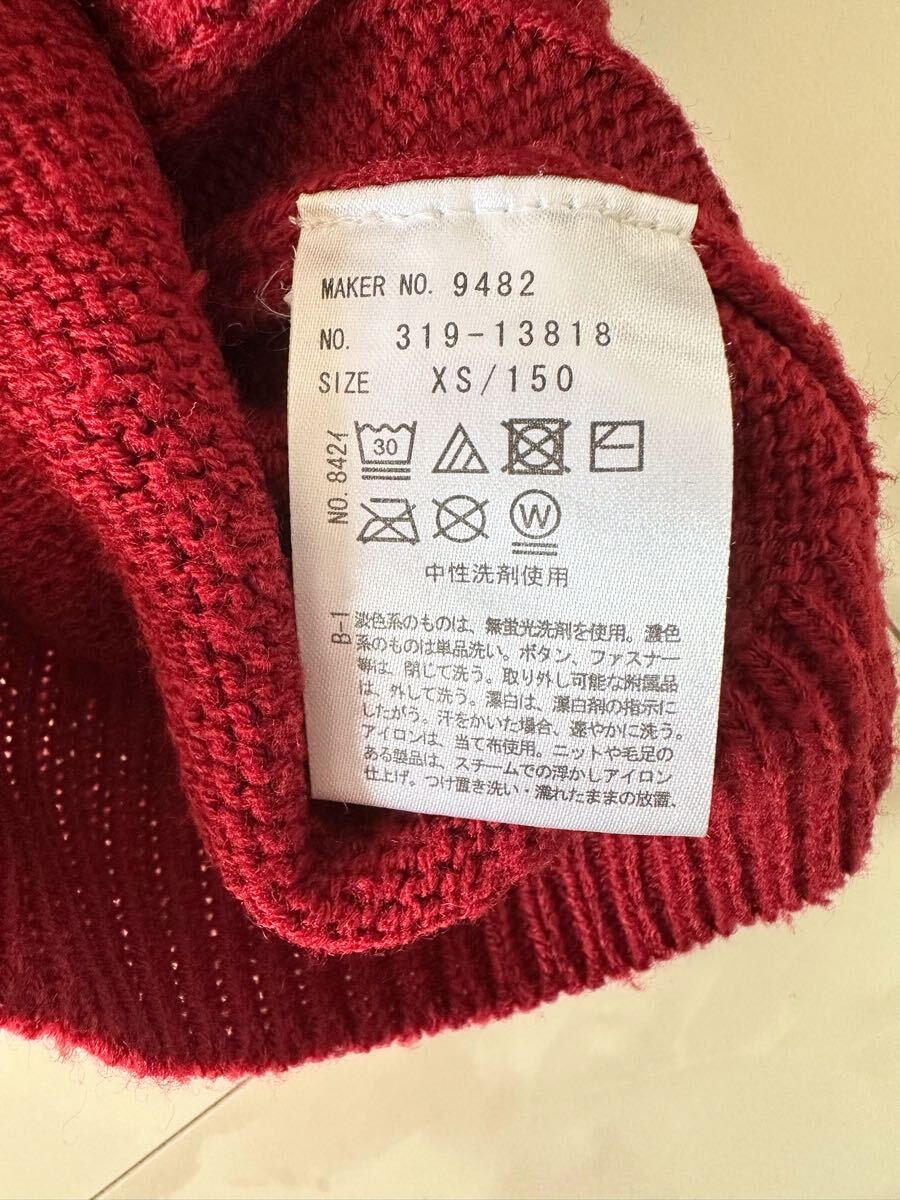 MAKER NO. 9482
NO. 319-13818
SIZE XS/150
NO. 842イ
30
W
中性洗剤使用
B-1
淡色系のものは、無蛍光洗剤を使用。濃色
系のものは単品洗い。ボタン、ファスナー
等は、閉じて洗う。取り外し可能な附属品
は、外して洗う。漂白は、漂白剤の指示に
したがう。汗をかいた場合、速やかに洗う。
アイロンは、当て布使用。ニットや毛足の
ある製品は、スチームでの浮かしアイロン
仕上げ。つけ置き洗い・濡れたままの放置、